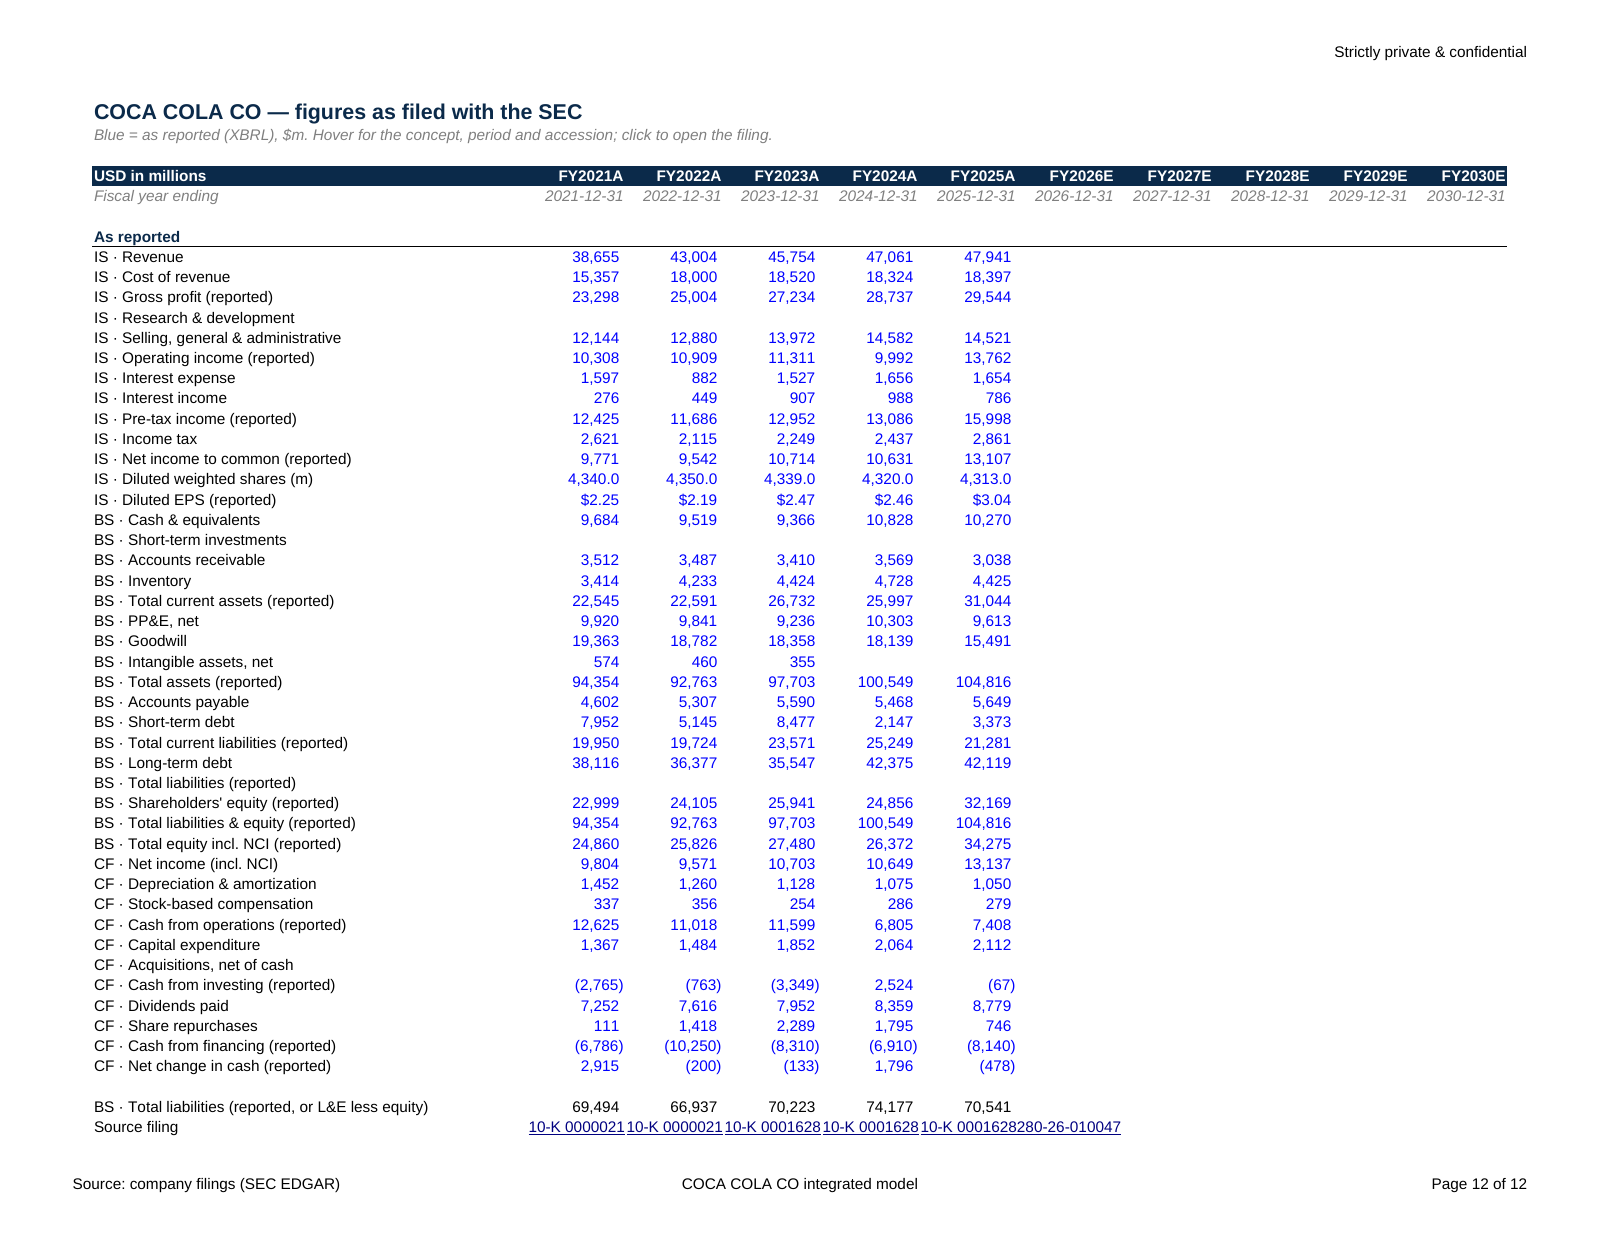 Strictly private & confidential
COCA COLA CO — figures as filed with the SEC
Blue = as reported (XBRL), $m. Hover for the concept, period and accession; click to open the filing.
USD in millions FY2021A FY2022A FY2023A FY2024A FY2025A FY2026E FY2027E FY2028E FY2029E FY2030E
Fiscal year ending 2021-12-31 2022-12-31 2023-12-31 2024-12-31 2025-12-31 2026-12-31 2027-12-31 2028-12-31 2029-12-31 2030-12-31
As reported
IS · Revenue 38,655 43,004 45,754 47,061 47,941
IS · Cost of revenue 15,357 18,000 18,520 18,324 18,397
IS · Gross profit (reported) 23,298 25,004 27,234 28,737 29,544
IS · Research & development
IS · Selling, general & administrative 12,144 12,880 13,972 14,582 14,521
IS · Operating income (reported) 10,308 10,909 11,311 9,992 13,762
IS · Interest expense 1,597 882 1,527 1,656 1,654
IS · Interest income 276 449 907 988 786
IS · Pre-tax income (reported) 12,425 11,686 12,952 13,086 15,998
IS · Income tax 2,621 2,115 2,249 2,437 2,861
IS · Net income to common (reported) 9,771 9,542 10,714 10,631 13,107
IS · Diluted weighted shares (m) 4,340.0 4,350.0 4,339.0 4,320.0 4,313.0
IS · Diluted EPS (reported) $2.25 $2.19 $2.47 $2.46 $3.04
BS · Cash & equivalents 9,684 9,519 9,366 10,828 10,270
BS · Short-term investments
BS · Accounts receivable 3,512 3,487 3,410 3,569 3,038
BS · Inventory 3,414 4,233 4,424 4,728 4,425
BS · Total current assets (reported) 22,545 22,591 26,732 25,997 31,044
BS · PP&E, net 9,920 9,841 9,236 10,303 9,613
BS · Goodwill 19,363 18,782 18,358 18,139 15,491
BS · Intangible assets, net 574 460 355
BS · Total assets (reported) 94,354 92,763 97,703 100,549 104,816
BS · Accounts payable 4,602 5,307 5,590 5,468 5,649
BS · Short-term debt 7,952 5,145 8,477 2,147 3,373
BS · Total current liabilities (reported) 19,950 19,724 23,571 25,249 21,281
BS · Long-term debt 38,116 36,377 35,547 42,375 42,119
BS · Total liabilities (reported)
BS · Shareholders' equity (reported) 22,999 24,105 25,941 24,856 32,169
BS · Total liabilities & equity (reported) 94,354 92,763 97,703 100,549 104,816
BS · Total equity incl. NCI (reported) 24,860 25,826 27,480 26,372 34,275
CF · Net income (incl. NCI) 9,804 9,571 10,703 10,649 13,137
CF · Depreciation & amortization 1,452 1,260 1,128 1,075 1,050
CF · Stock-based compensation 337 356 254 286 279
CF · Cash from operations (reported) 12,625 11,018 11,599 6,805 7,408
CF · Capital expenditure 1,367 1,484 1,852 2,064 2,112
CF · Acquisitions, net of cash
CF · Cash from investing (reported) (2,765) (763) (3,349) 2,524 (67)
CF · Dividends paid 7,252 7,616 7,952 8,359 8,779
CF · Share repurchases 111 1,418 2,289 1,795 746
CF · Cash from financing (reported) (6,786) (10,250) (8,310) (6,910) (8,140)
CF · Net change in cash (reported) 2,915 (200) (133) 1,796 (478)
BS · Total liabilities (reported, or L&E less equity) 69,494 66,937 70,223 74,177 70,541
Source filing 10-K 0000021 10-K 0000021 10-K 0001628 10-K 0001628 10-K 0001628280-26-010047
Source: company filings (SEC EDGAR) COCA COLA CO integrated model Page 12 of 12